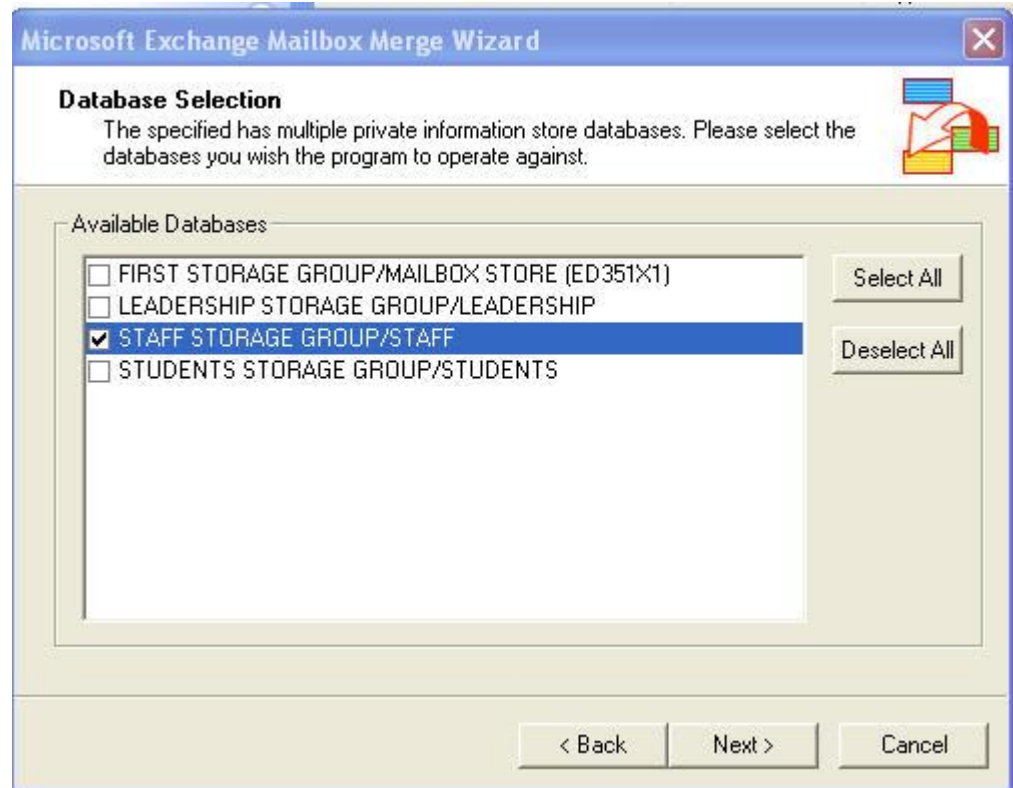 Microsoft Exchange Mailbox Merge Wizard
Database Selection
The specified has multiple private information store databases. Please select the
databases you wish the program to operate against.
Available Databases
FIRST STORAGE GROUP/MAILBOX STORE (ED351X1)
LEADERSHIP STORAGE GROUP/LEADERSHIP
STAFF STORAGE GROUP/STAFF
STUDENTS STORAGE GROUP/STUDENTS
Select All
Deselect All
< Back
Next >
Cancel